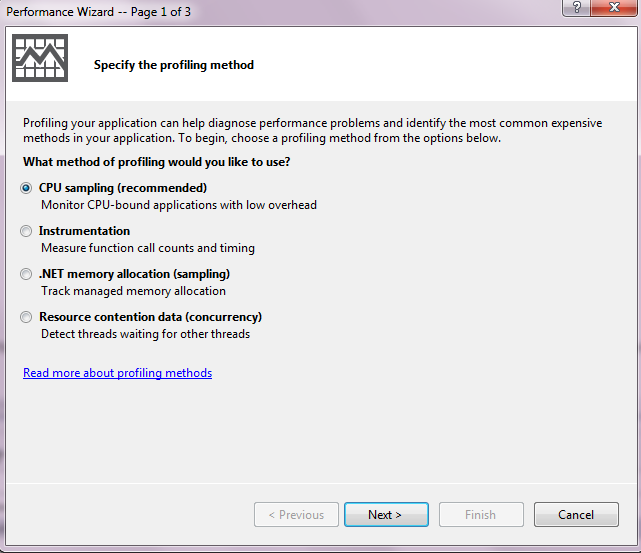 Performance Wizard -- Page 1 of 3
?
Specify the profiling method
Profiling your application can help diagnose performance problems and identify the most common expensive
methods in your application. To begin, choose a profiling method from the options below.
What method of profiling would you like to use?
CPU sampling (recommended)
Monitor CPU-bound applications with low overhead
Instrumentation
Measure function call counts and timing
.NET memory allocation (sampling)
Track managed memory allocation
Resource contention data (concurrency)
Detect threads waiting for other threads
Read more about profiling methods
< Previous Next > Finish Cancel